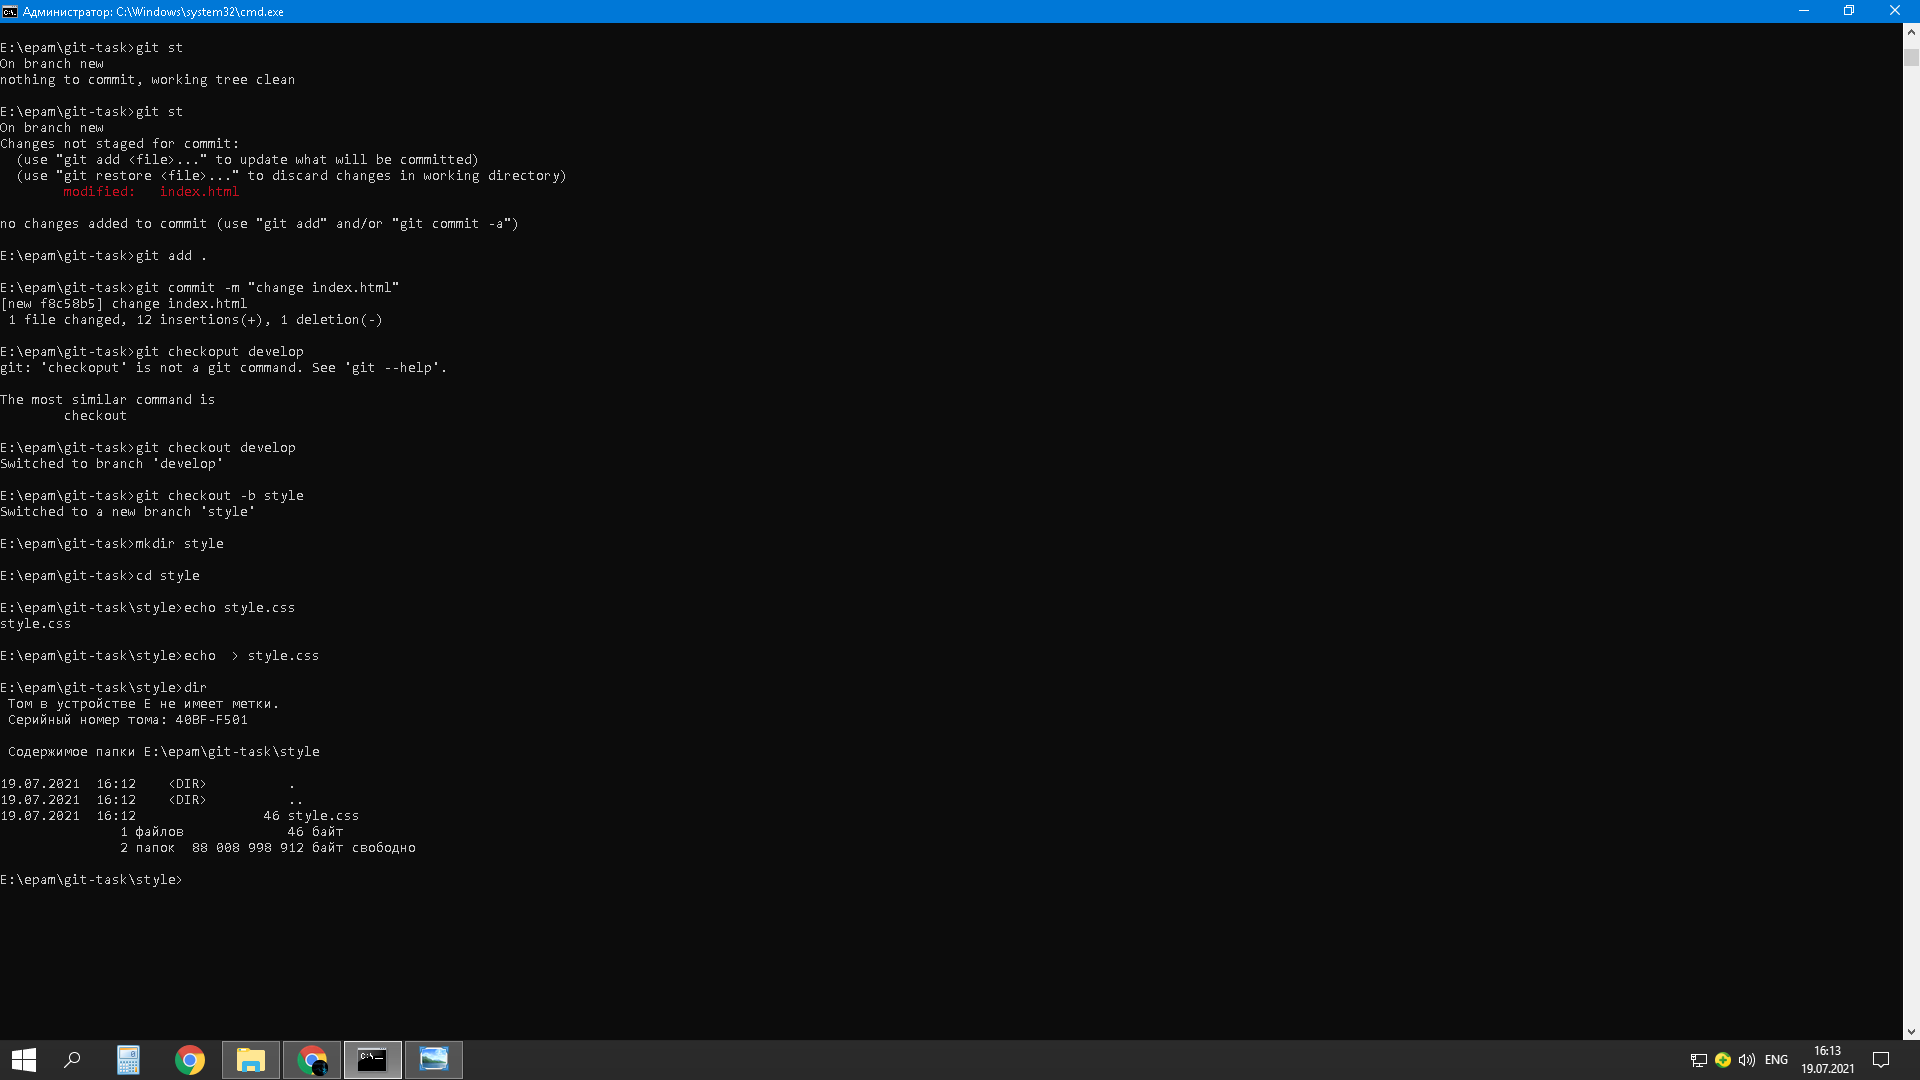 Администратор: C:\Windows\system32\cmd.exe
E:\epam\git-task>git st
On branch new
nothing to commit, working tree clean
E:\epam\git-task>git st
On branch new
Changes not staged for commit:
(use "git add <file>..." to update what will be committed)
(use "git restore <file>..." to discard changes in working directory)
modified:   index.html
no changes added to commit (use "git add" and/or "git commit -a")
E:\epam\git-task>git add .
E:\epam\git-task>git commit -m "change index.html"
[new f8c58b5] change index.html
1 file changed, 12 insertions(+), 1 deletion(-)
E:\epam\git-task>git checkoput develop
git: 'checkoput' is not a git command. See 'git --help'.
The most similar command is
checkout
E:\epam\git-task>git checkout develop
Switched to branch 'develop'
E:\epam\git-task>git checkout -b style
Switched to a new branch 'style'
E:\epam\git-task>mkdir style
E:\epam\git-task>cd style
E:\epam\git-task\style>echo style.css
style.css
E:\epam\git-task\style>echo  > style.css
E:\epam\git-task\style>dir
Том в устройстве E не имеет метки.
Серийный номер тома: 40BF-F501
Содержимое папки E:\epam\git-task\style
19.07.2021  16:12    <DIR>          .
19.07.2021  16:12    <DIR>          ..
19.07.2021  16:12                46 style.css
1 файлов             46 байт
2 папок  88 008 998 912 байт свободно
E:\epam\git-task\style>
ENG
16:13
19.07.2021